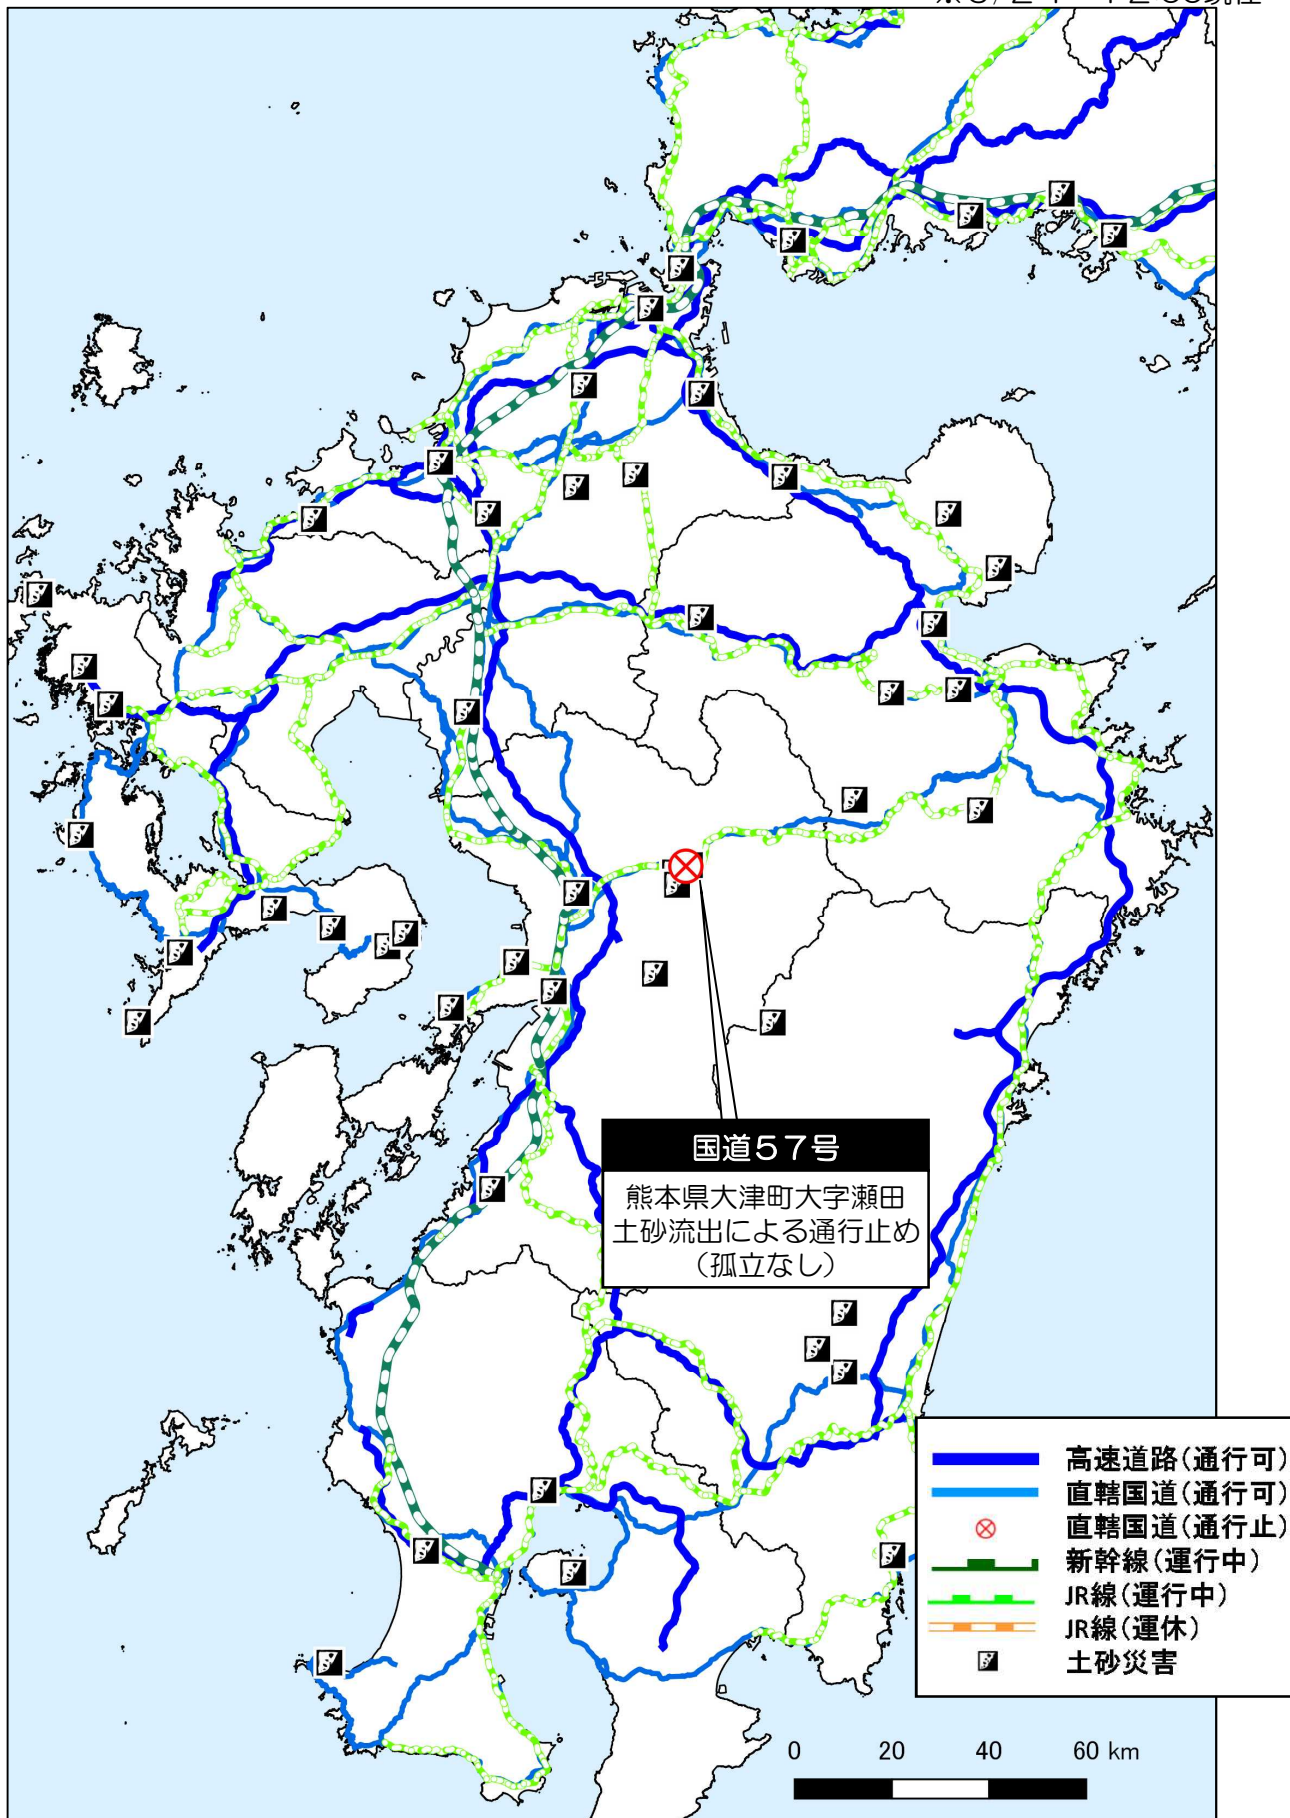 国道５７号
熊本県大津町大字瀬田
土砂流出による通行止め
（孤立なし）
高速道路(通行可)
直轄国道(通行可)
直轄国道(通行止)
新幹線(運行中)
JR線(運行中)
JR線(運休)
土砂災害
0 20 40 60 km